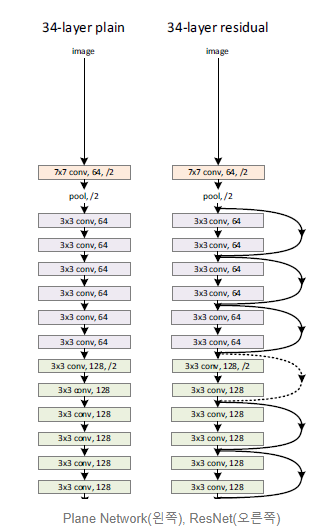 34-layer plain
image
7x7 conv, 64, /2
pool, /2
3x3 conv, 64
3x3 conv, 64
3x3 conv, 64
3x3 conv, 64
3x3 conv, 64
3x3 conv, 64
3x3 conv, 128, /2
3x3 conv, 128
3x3 conv, 128
3x3 conv, 128
3x3 conv, 128
3x3 conv, 128
34-layer residual
image
7x7 conv, 64, /2
pool, /2
3x3 conv, 64
3x3 conv, 64
3x3 conv, 64
3x3 conv, 64
3x3 conv, 64
3x3 conv, 64
3x3 conv, 128, /2
3x3 conv, 128
3x3 conv, 128
3x3 conv, 128
3x3 conv, 128
3x3 conv, 128
Plane Network(왼쪽), ResNet(오른쪽)